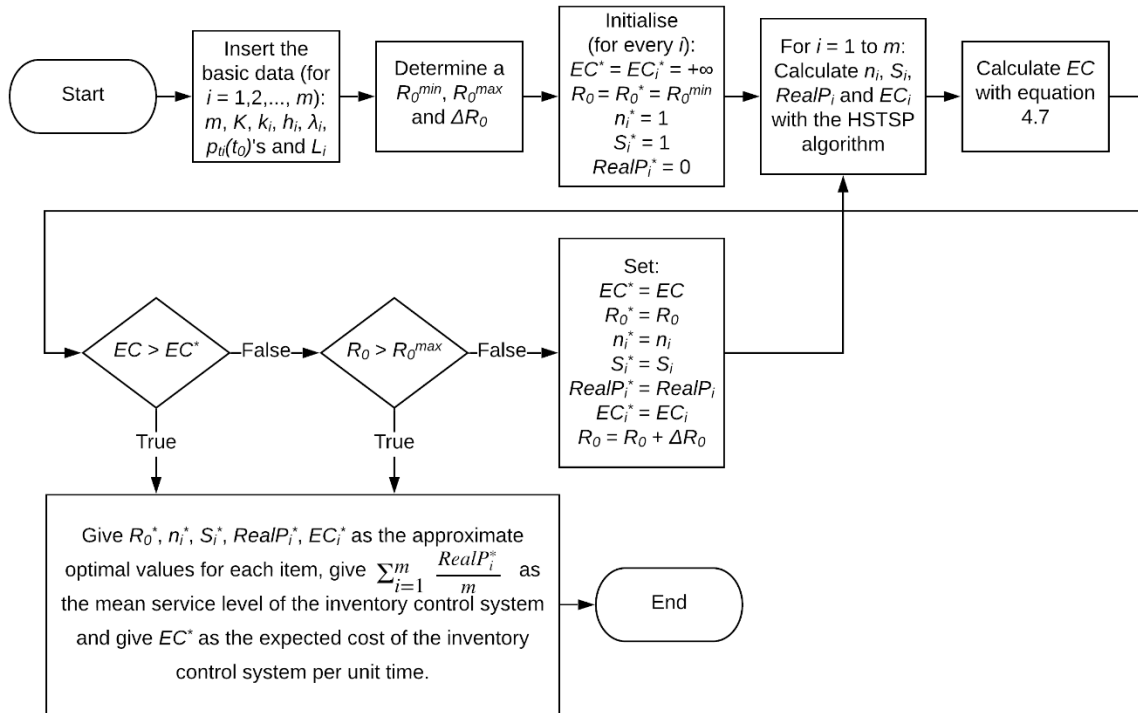 Start
Insert the
basic data (for
i = 1,2,..., m):
m, K, kᵢ, hᵢ, λᵢ,
pₜᵢ(t₀)'s and Lᵢ
Determine a
R₀ᵐⁱⁿ, R₀ᵐᵃˣ
and ΔR₀
Initialise
(for every i):
EC* = ECᵢ* = +∞
R₀ = R₀* = R₀ᵐⁱⁿ
nᵢ* = 1
Sᵢ* = 1
RealPᵢ* = 0
For i = 1 to m:
Calculate nᵢ, Sᵢ,
RealPᵢ and ECᵢ
with the HSTSP
algorithm
Calculate EC
with equation
4.7
EC > EC*
False
R₀ > R₀ᵐᵃˣ
False
Set:
EC* = EC
R₀* = R₀
nᵢ* = nᵢ
Sᵢ* = Sᵢ
RealPᵢ* = RealPᵢ
ECᵢ* = ECᵢ
R₀ = R₀ + ΔR₀
True
True
Give R₀*, nᵢ*, Sᵢ*, RealPᵢ*, ECᵢ* as the approximate
optimal values for each item, give ∑ᵢ₌₁ᵐ RealPᵢ*/m as
the mean service level of the inventory control system
and give EC* as the expected cost of the inventory
control system per unit time.
End